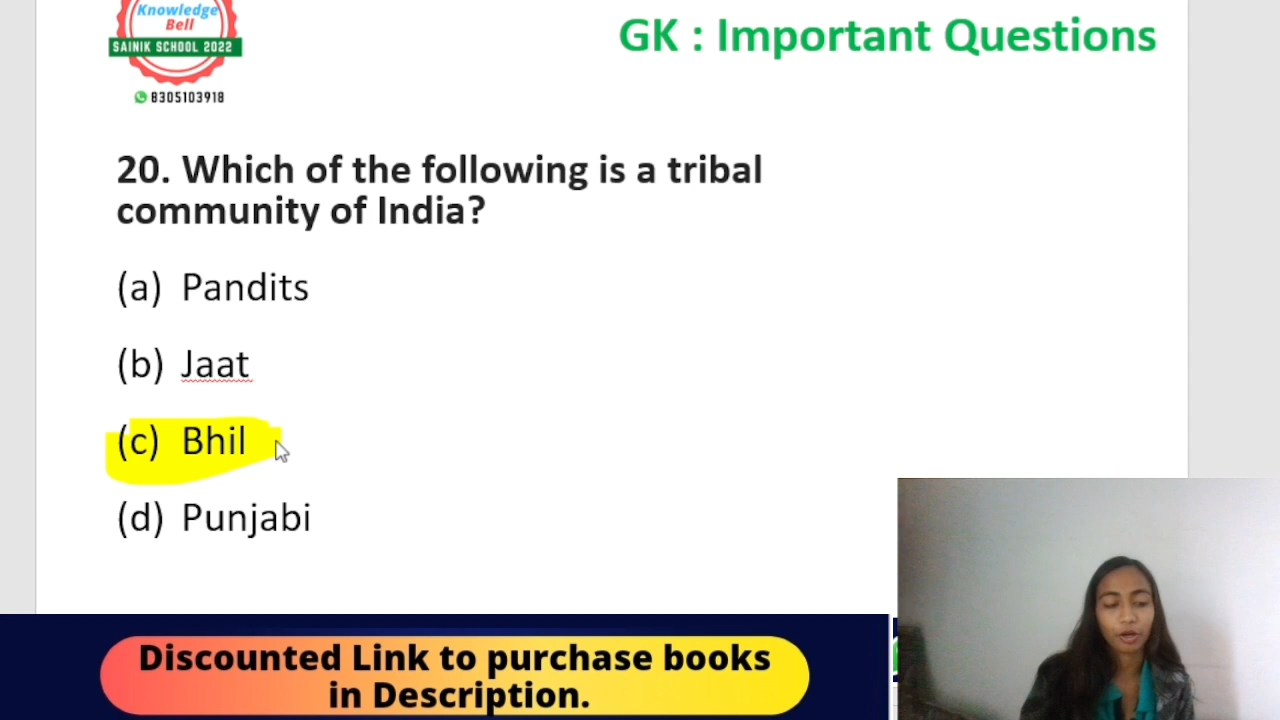 Knowledge
Bell
SAINIK SCHOOL 2022
8305103918
GK : Important Questions
20. Which of the following is a tribal
community of India?
(a) Pandits
(b) Jaat
(c) Bhil
(d) Punjabi
Discounted Link to purchase books
in Description.